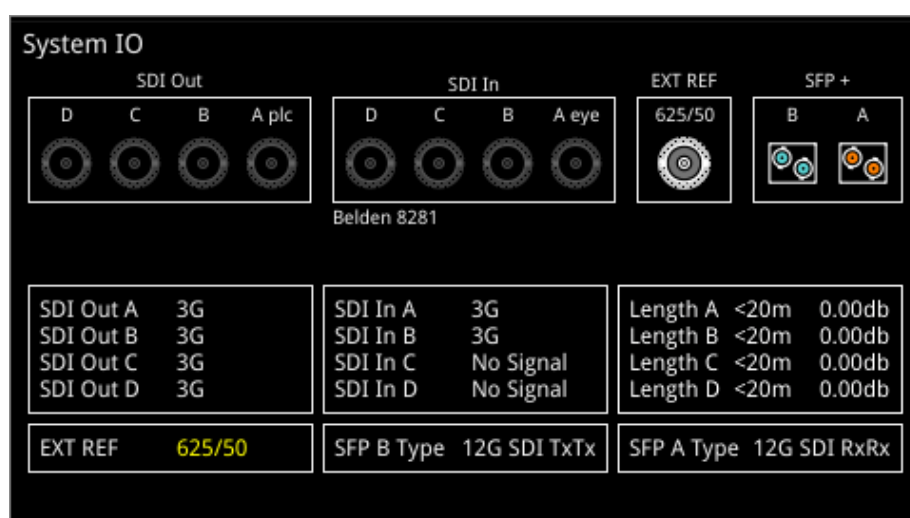 System IO
SDI Out SDI In EXT REF SFP +
D C B A plc D C B A eye 625/50 B A
Belden 8281
SDI Out A 3G SDI In A 3G Length A <20m 0.00db
SDI Out B 3G SDI In B 3G Length B <20m 0.00db
SDI Out C 3G SDI In C No Signal Length C <20m 0.00db
SDI Out D 3G SDI In D No Signal Length D <20m 0.00db
EXT REF 625/50 SFP B Type 12G SDI TxTx SFP A Type 12G SDI RxRx